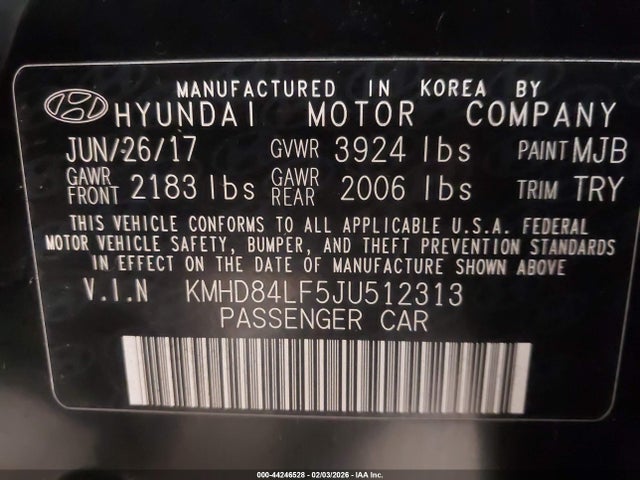 MANUFACTURED IN KOREA BY
HYUNDAI MOTOR COMPANY
JUN/26/17 GVWR 3924 lbs PAINT MJB
GAWR FRONT 2183 lbs GAWR REAR 2006 lbs TRIM TRY
THIS VEHICLE CONFORMS TO ALL APPLICABLE U.S.A. FEDERAL
MOTOR VEHICLE SAFETY, BUMPER, AND THEFT PREVENTION STANDARDS
IN EFFECT ON THE DATE OF MANUFACTURE SHOWN ABOVE
V.I.N KMHD84LF5JU512313
PASSENGER CAR
000-44246528 - 02/03/2026 - IAA Inc.